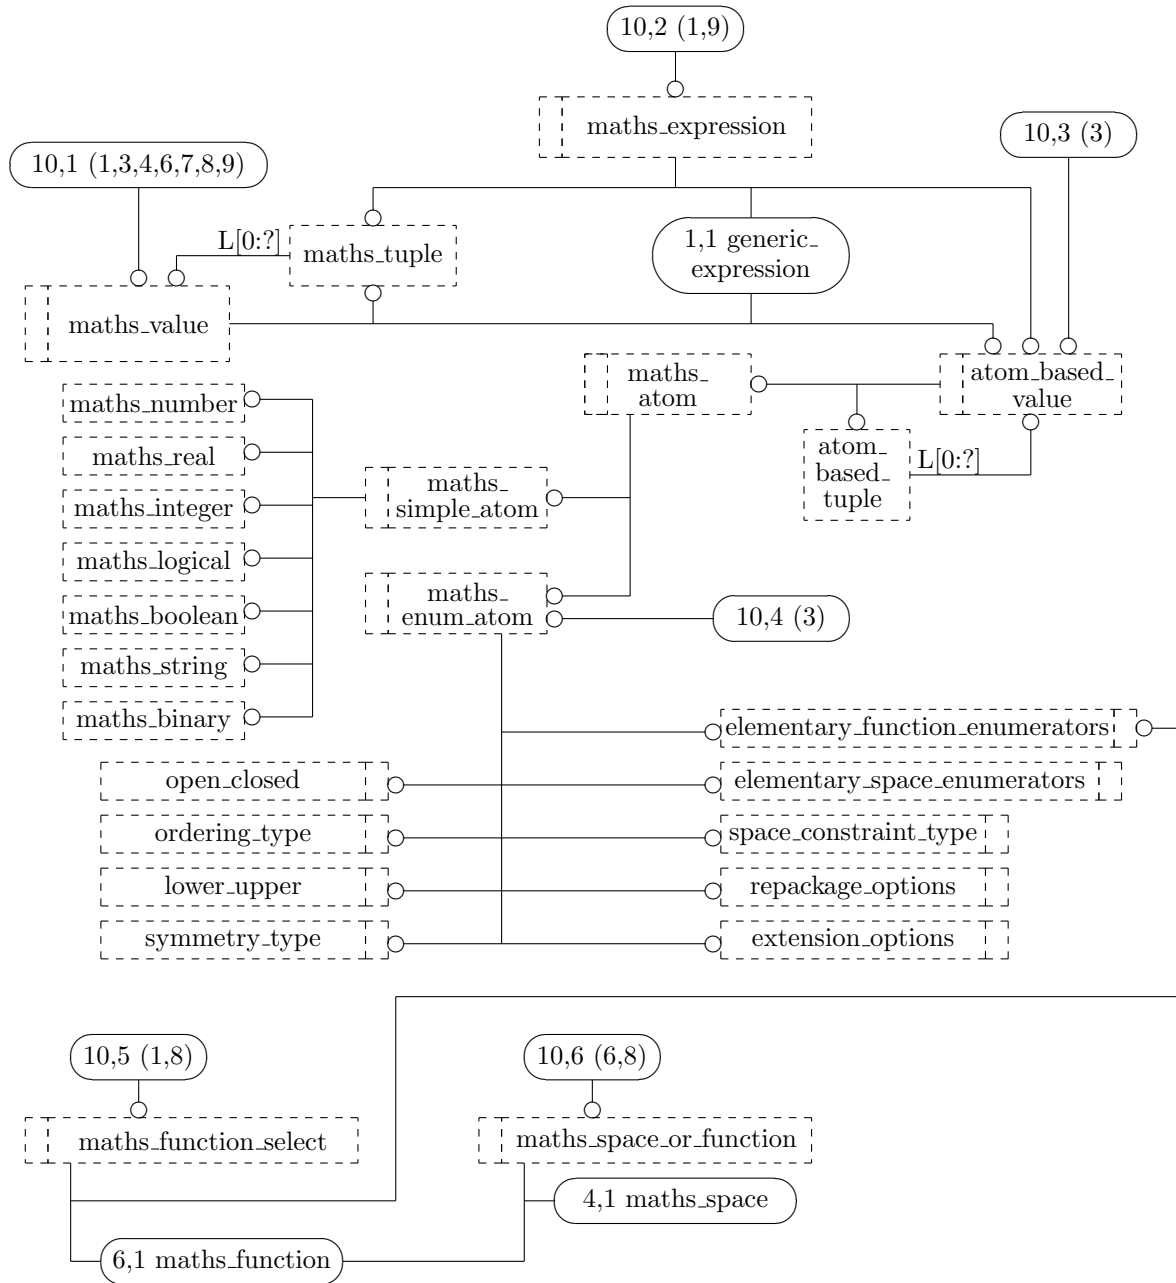 10,2 (1,9)
maths_expression
10,3 (3)
10,1 (1,3,4,6,7,8,9)
L[0:?]
maths_tuple
1,1 generic_
expression
maths_value
maths_
atom
atom_based_
value
maths_number
maths_real
maths_integer
maths_logical
maths_boolean
maths_string
maths_binary
maths_
simple_atom
atom_
based_
tuple
L[0:?]
maths_
enum_atom
10,4 (3)
elementary_function_enumerators
open_closed
elementary_space_enumerators
ordering_type
space_constraint_type
lower_upper
repackage_options
symmetry_type
extension_options
10,5 (1,8)
10,6 (6,8)
maths_function_select
maths_space_or_function
4,1 maths_space
6,1 maths_function